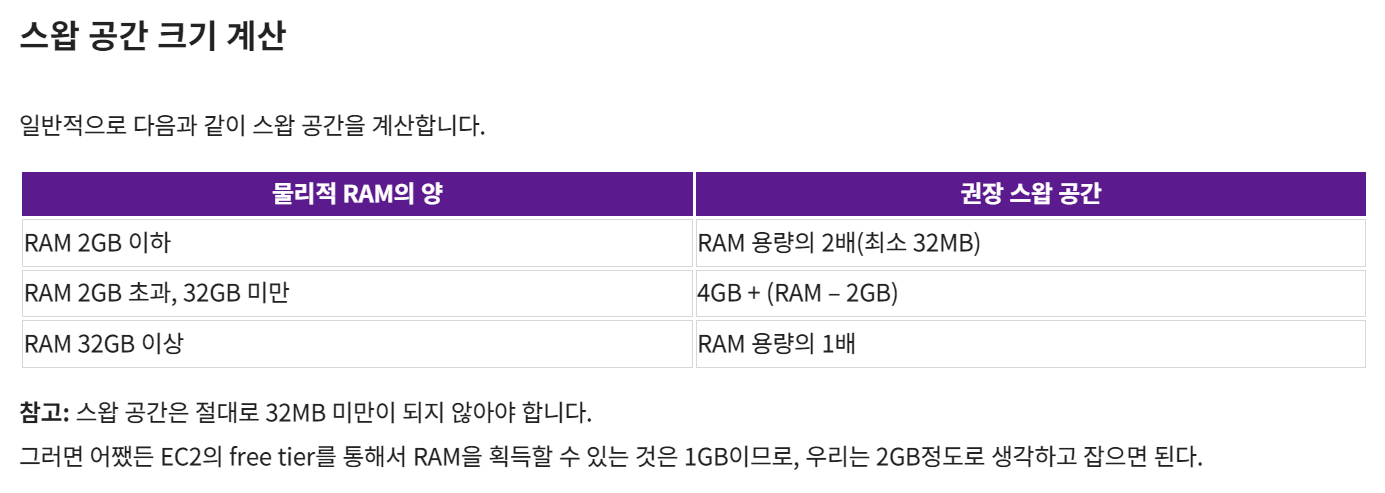 스왑 공간 크기 계산
일반적으로 다음과 같이 스왑 공간을 계산합니다.
물리적 RAM의 양 권장 스왑 공간
RAM 2GB 이하 RAM 용량의 2배(최소 32MB)
RAM 2GB 초과, 32GB 미만 4GB + (RAM – 2GB)
RAM 32GB 이상 RAM 용량의 1배
참고: 스왑 공간은 절대로 32MB 미만이 되지 않아야 합니다.
그러면 어쨌든 EC2의 free tier를 통해서 RAM을 획득할 수 있는 것은 1GB이므로, 우리는 2GB정도로 생각하고 잡으면 된다.